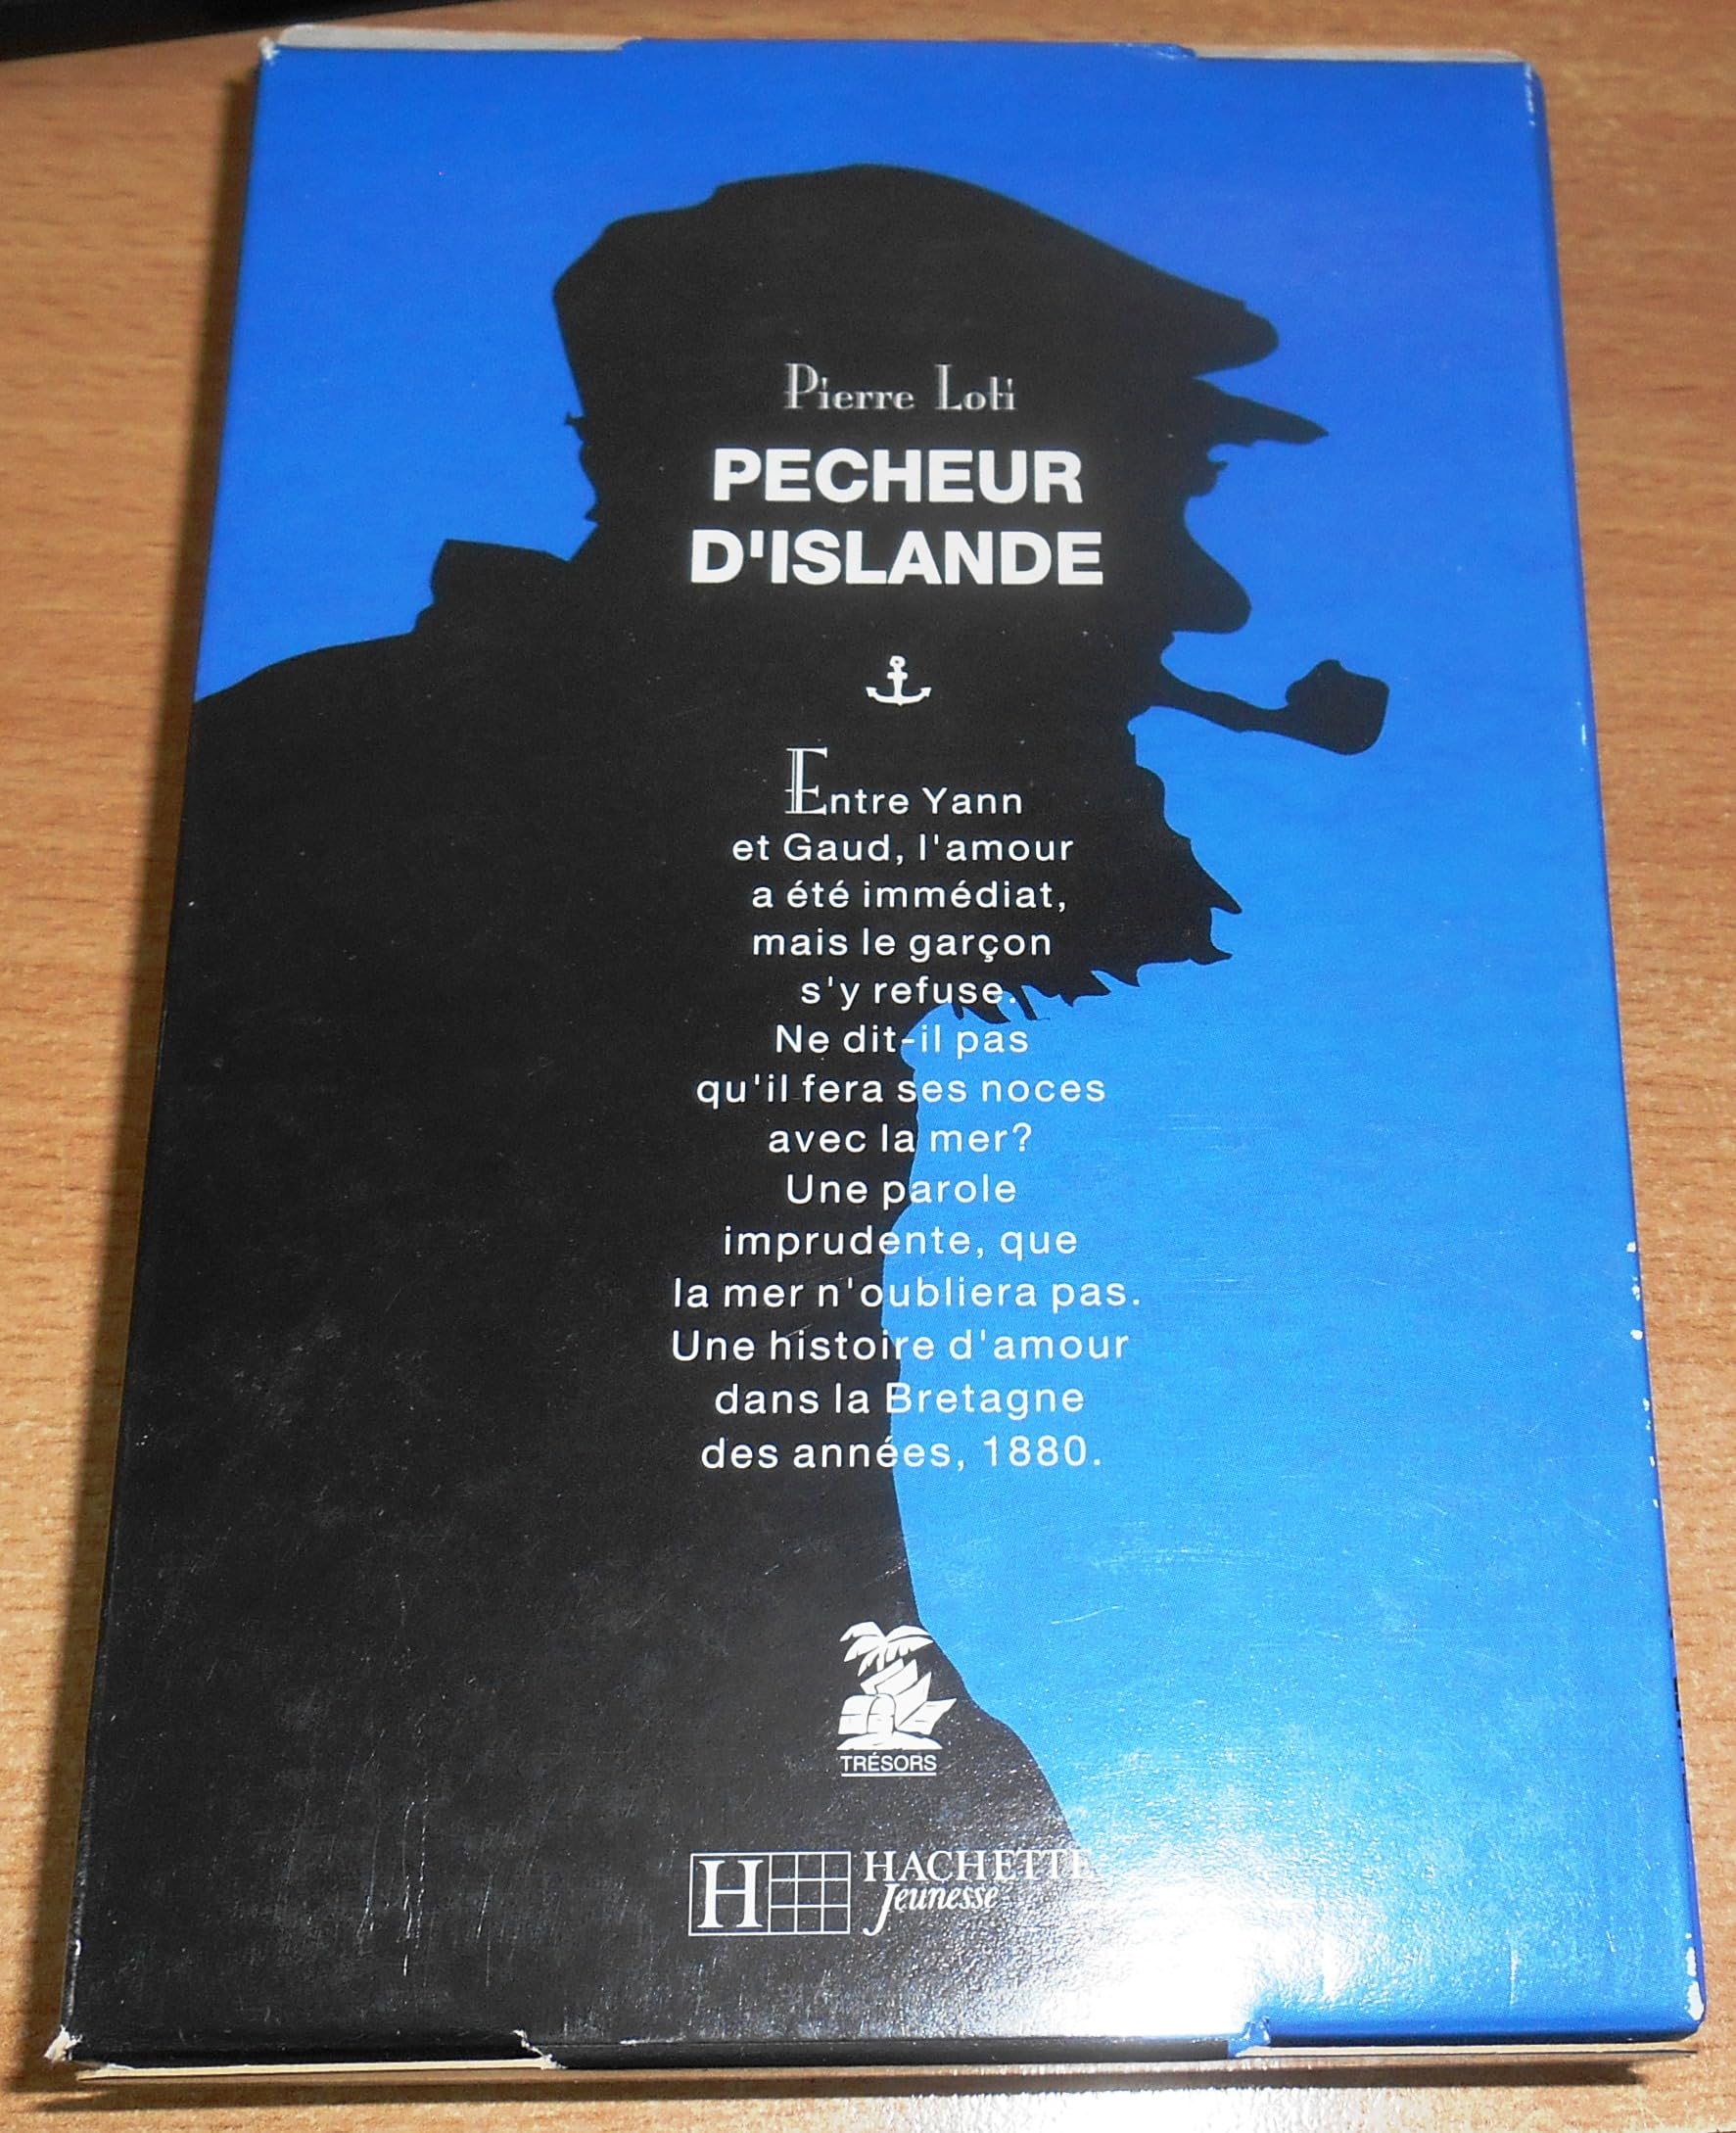 Pierre Loti
PECHEUR
D'ISLANDE
Entre Yann
et Gaud, l'amour
a été immédiat,
mais le garçon
s'y refuse.
Ne dit-il pas
qu'il fera ses noces
avec la mer?
Une parole
imprudente, que
la mer n'oubliera pas.
Une histoire d'amour
dans la Bretagne
des années, 1880.
TRÉSORS
H HACHETTE
Jeunesse